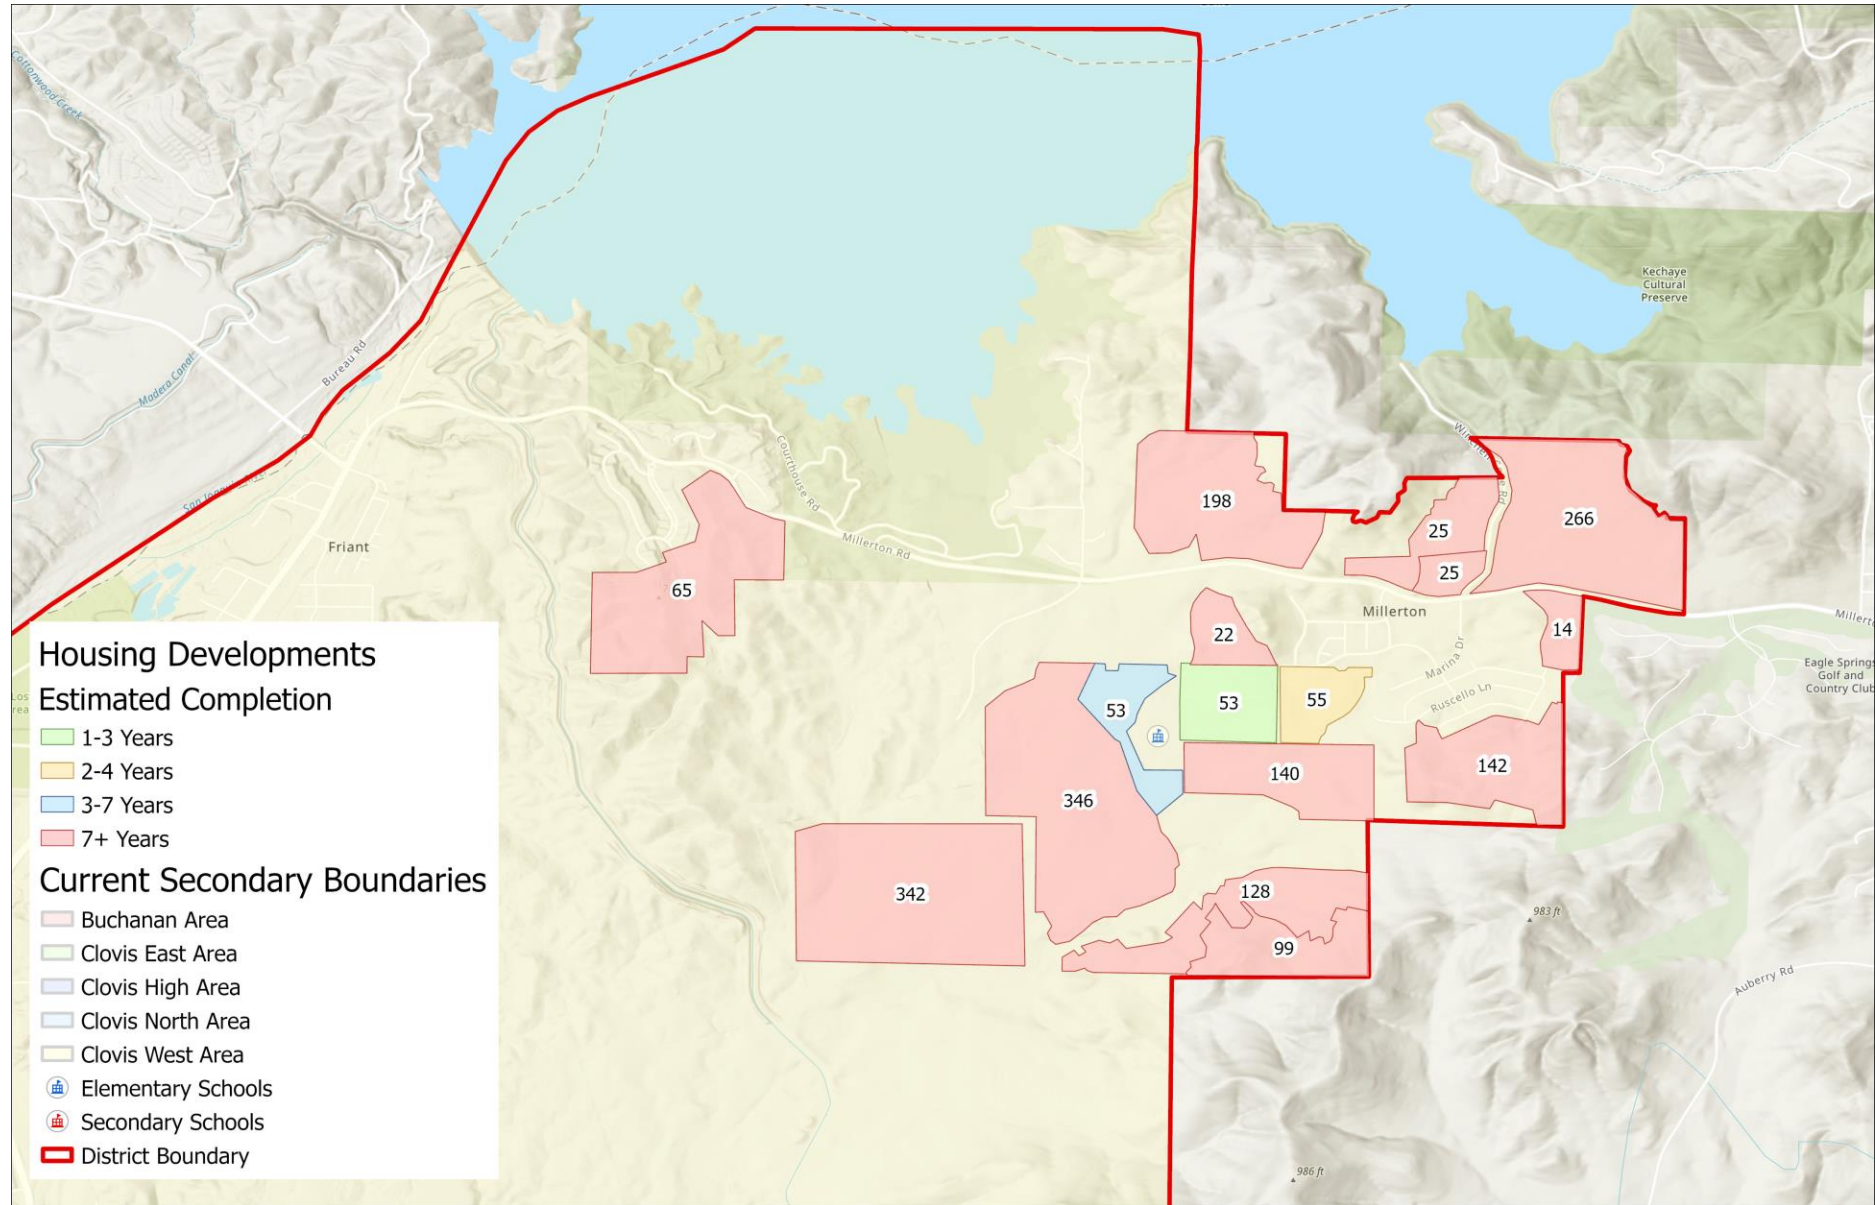 Cottonwood Creek
Kechaye
Cultural
Preserve
Bureau Rd
Madera Canal
Courthouse Rd
198
266
25
Friant
Millerton Rd
25
65
Millerton
14
22
Marina Dr
Eagle Springs
Golf and
Country Club
Ruscello Ln
53
53
55
142
140
346
342
128
99
983 ft
Auberry Rd
986 ft
Housing Developments
Estimated Completion
1-3 Years
2-4 Years
3-7 Years
7+ Years
Current Secondary Boundaries
Buchanan Area
Clovis East Area
Clovis High Area
Clovis North Area
Clovis West Area
Elementary Schools
Secondary Schools
District Boundary